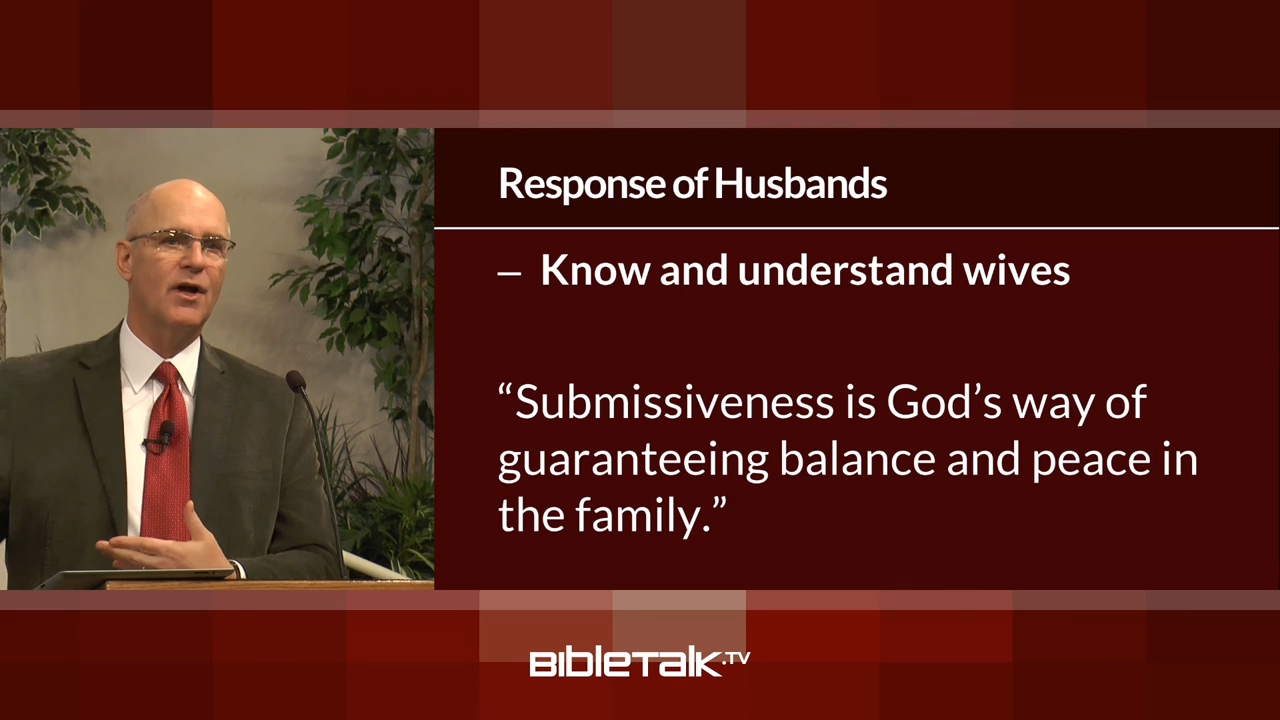 Response of Husbands
– Know and understand wives
“Submissiveness is God’s way of
guaranteeing balance and peace in
the family.”
BIBLETALK.TV